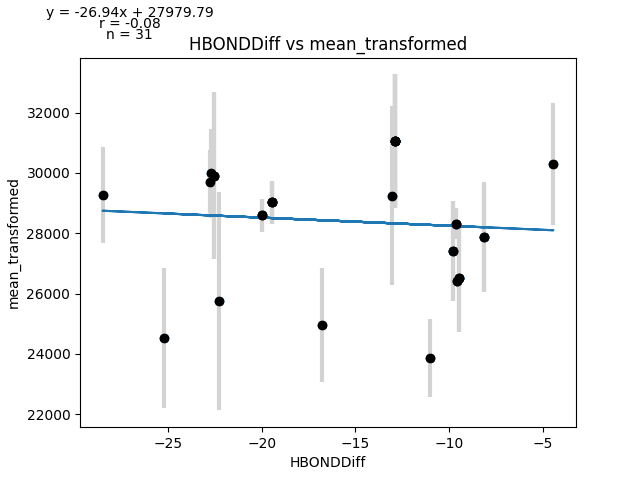 y = -26.94x + 27979.79
r = -0.08
n = 31
HBONDDiff vs mean_transformed
mean_transformed
32000
30000
28000
26000
24000
22000
−25
−20
−15
−10
−5
HBONDDiff